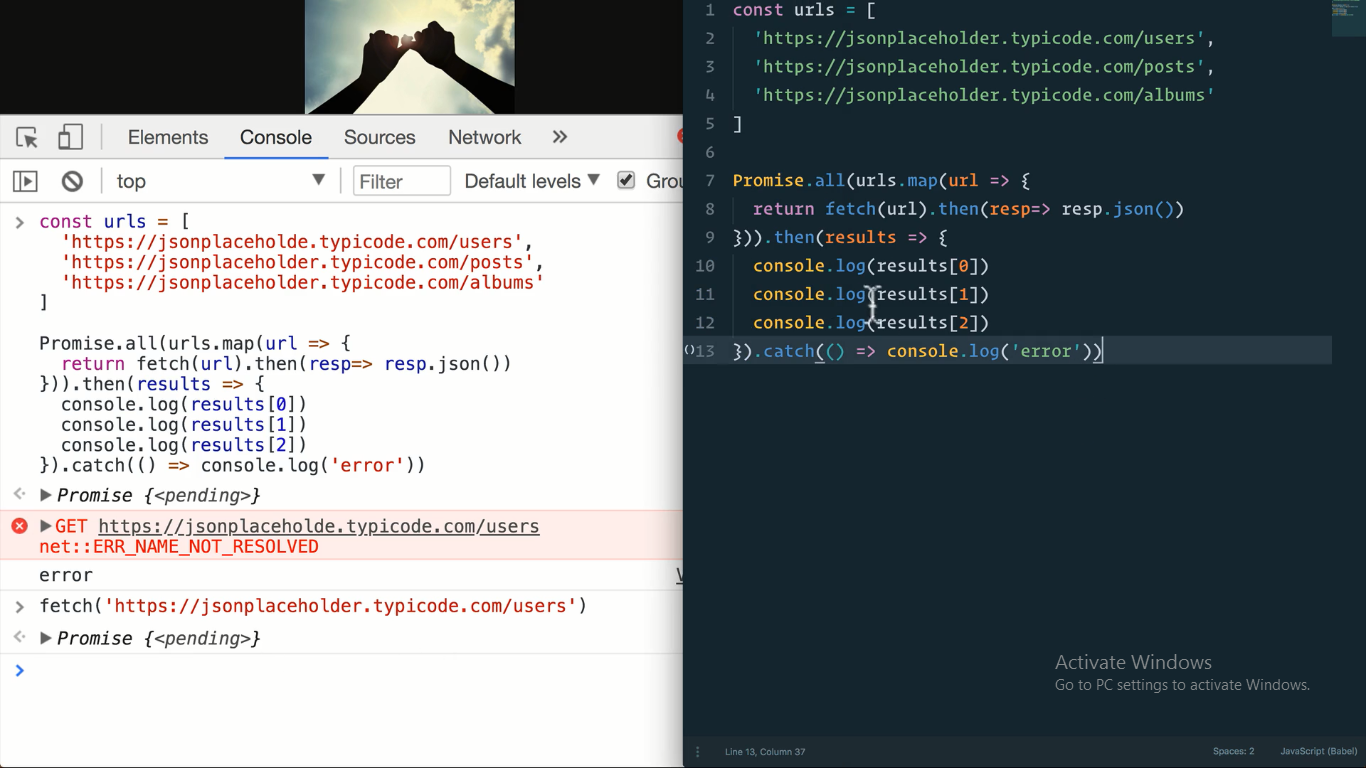 Elements Console Sources Network »
top ▼ Filter Default levels ▼
const urls = [
'https://jsonplaceholde.typicode.com/users',
'https://jsonplaceholder.typicode.com/posts',
'https://jsonplaceholder.typicode.com/albums'
]
Promise.all(urls.map(url => {
return fetch(url).then(resp=> resp.json())
})).then(results => {
console.log(results[0])
console.log(results[1])
console.log(results[2])
}).catch(() => console.log('error'))
Promise {<pending>}
GET https://jsonplaceholde.typicode.com/users
net::ERR_NAME_NOT_RESOLVED
error
fetch('https://jsonplaceholder.typicode.com/users')
Promise {<pending>}
1 const urls = [
2 'https://jsonplaceholder.typicode.com/users',
3 'https://jsonplaceholder.typicode.com/posts',
4 'https://jsonplaceholder.typicode.com/albums'
5 ]
6
7 Promise.all(urls.map(url => {
8 return fetch(url).then(resp=> resp.json())
9 })).then(results => {
10 console.log(results[0])
11 console.log(results[1])
12 console.log(results[2])
()13 }).catch(() => console.log('error'))
Activate Windows
Go to PC settings to activate Windows.
Line 13, Column 37 Spaces: 2 JavaScript (Babel)